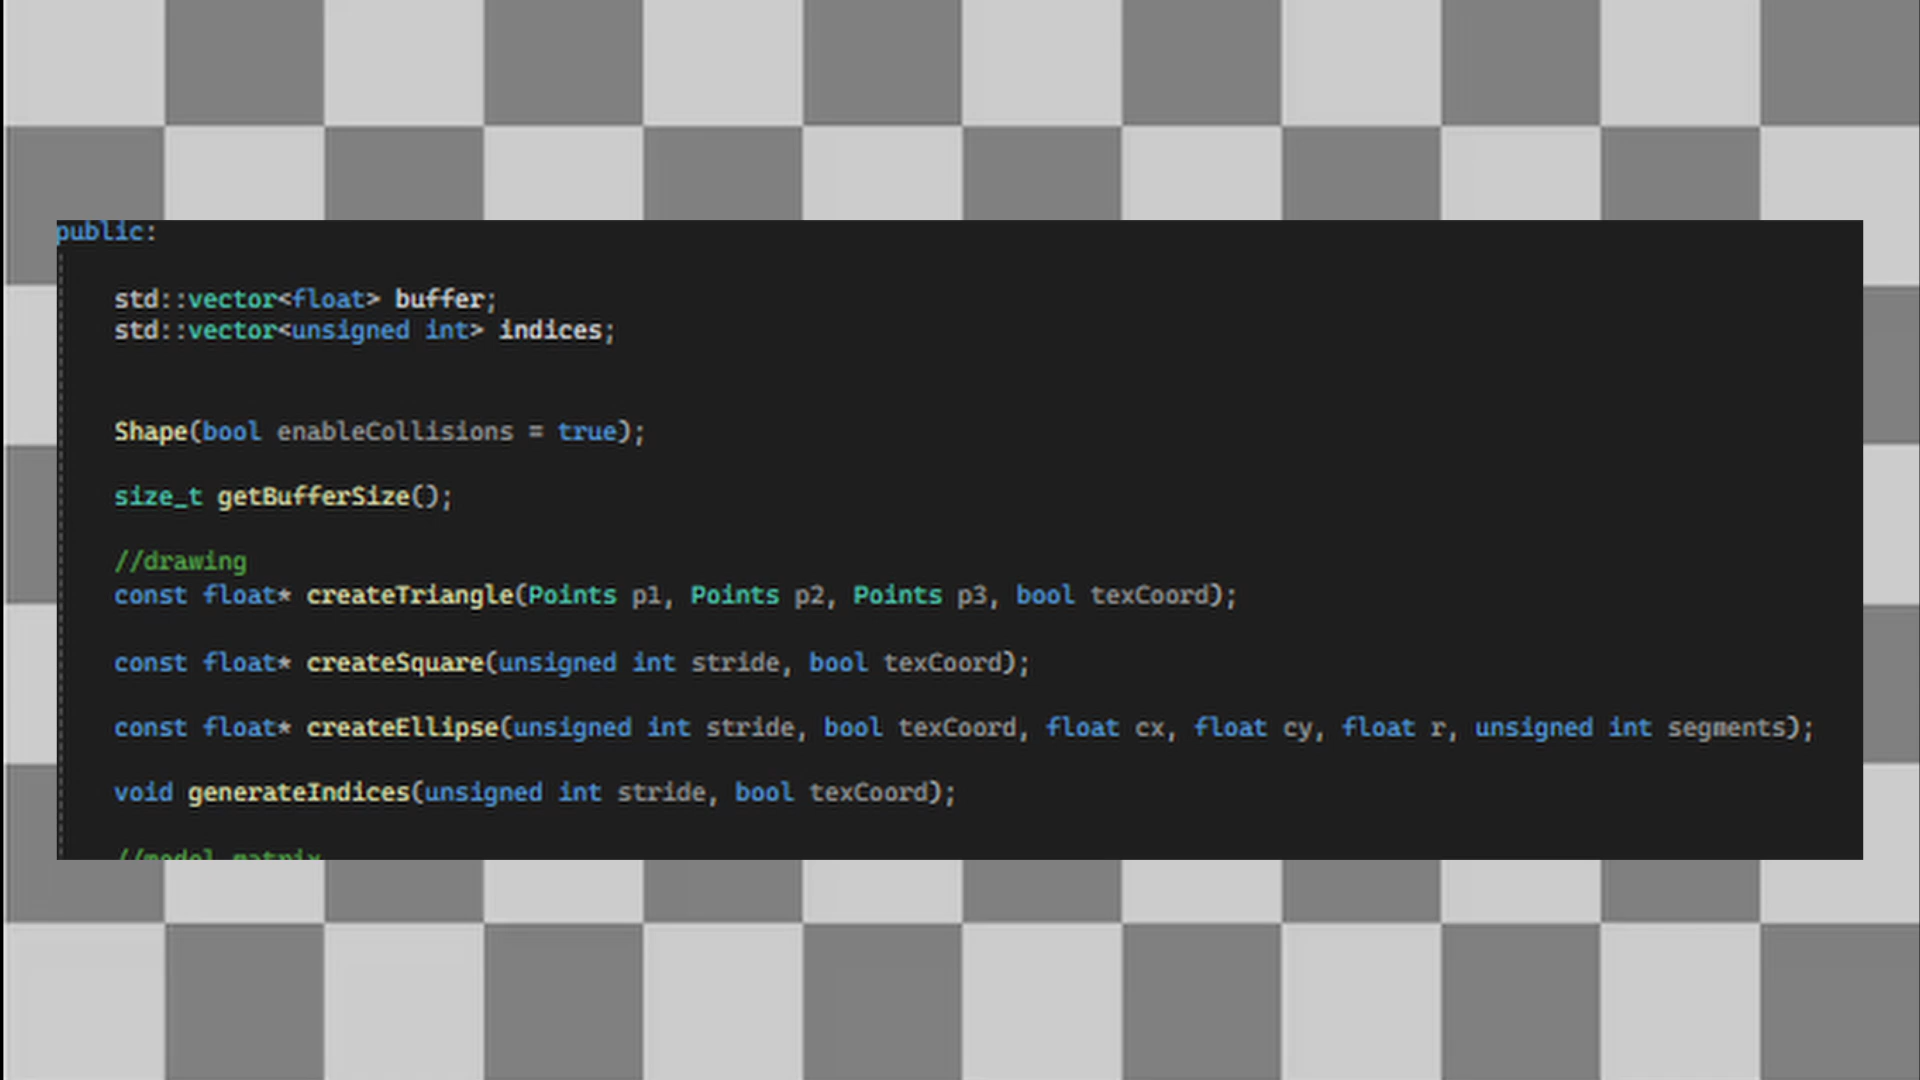 public:
std::vector<float> buffer;
std::vector<unsigned int> indices;
Shape(bool enableCollisions = true);
size_t getBufferSize();
//drawing
const float* createTriangle(Points p1, Points p2, Points p3, bool texCoord);
const float* createSquare(unsigned int stride, bool texCoord);
const float* createEllipse(unsigned int stride, bool texCoord, float cx, float cy, float r, unsigned int segments);
void generateIndices(unsigned int stride, bool texCoord);
//model matrix